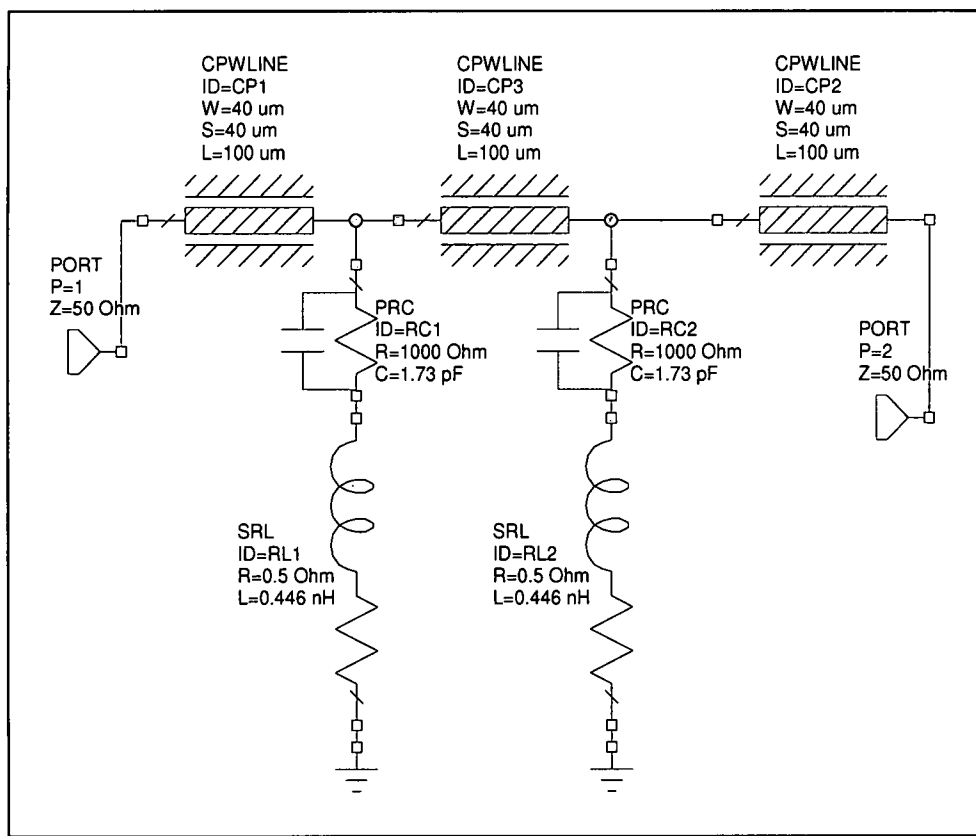 CPWLINE
ID=CP1
W=40 um
S=40 um
L=100 um
CPWLINE
ID=CP3
W=40 um
S=40 um
L=100 um
CPWLINE
ID=CP2
W=40 um
S=40 um
L=100 um
PORT
P=1
Z=50 Ohm
PRC
ID=RC1
R=1000 Ohm
C=1.73 pF
PRC
ID=RC2
R=1000 Ohm
C=1.73 pF
PORT
P=2
Z=50 Ohm
SRL
ID=RL1
R=0.5 Ohm
L=0.446 nH
SRL
ID=RL2
R=0.5 Ohm
L=0.446 nH